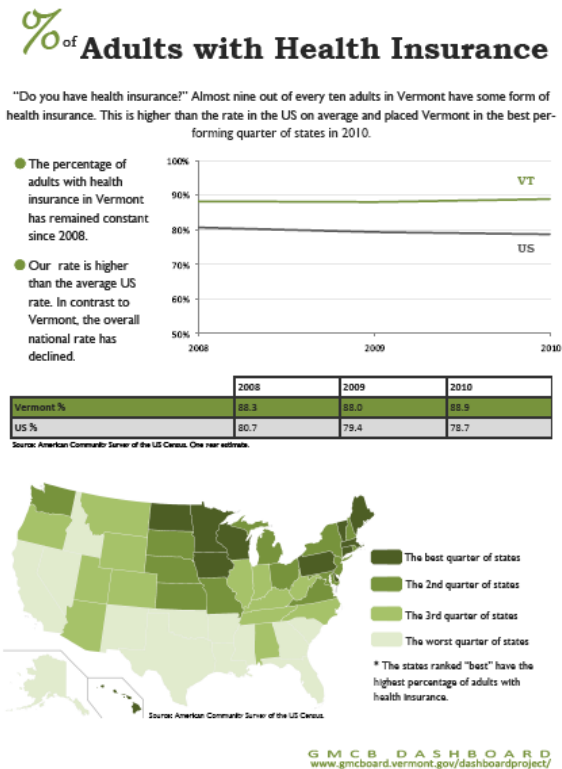 % of Adults with Health Insurance
"Do you have health insurance?" Almost nine out of every ten adults in Vermont have some form of
health insurance. This is higher than the rate in the US on average and placed Vermont in the best per-
forming quarter of states in 2010.
The percentage of
adults with health
insurance in Vermont
has remained constant
since 2008.
Our rate is higher
than the average US
rate. In contrast to
Vermont, the overall
national rate has
declined.
100%
90%
80%
70%
60%
50%
VT
US
2008 2009 2010
2008 2009 2010
Vermont % 88.3 88.0 88.9
US % 80.7 79.4 78.7
Source: American Community Survey of the US Census. One year estimate.
The best quarter of states
The 2nd quarter of states
The 3rd quarter of states
The worst quarter of states
* The states ranked "best" have the
highest percentage of adults with
health insurance.
Source: American Community Survey of the US Census.
GMCB DASHBOARD
www.gmcboard.vermont.gov/dashboardproject/